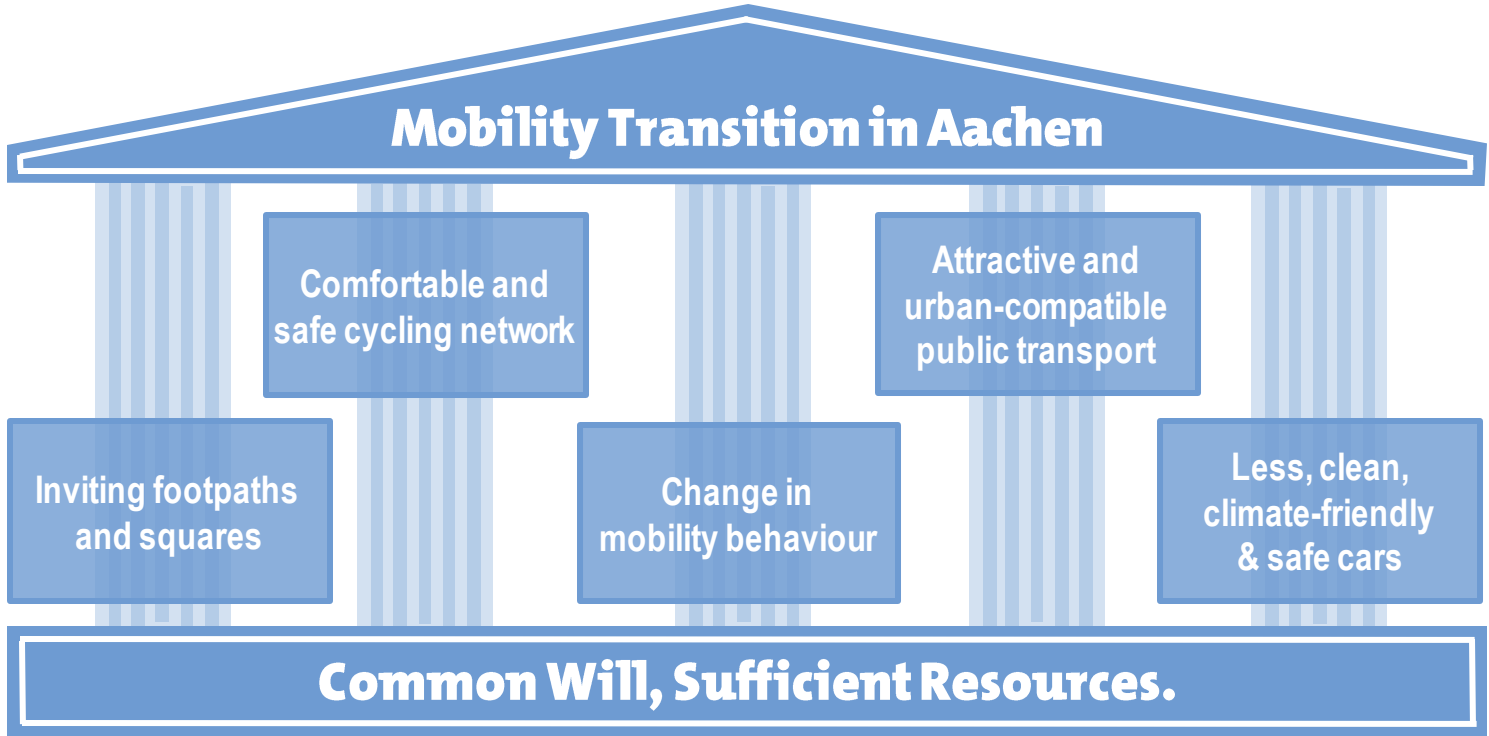 Mobility Transition in Aachen
Inviting footpaths
and squares
Comfortable and
safe cycling network
Change in
mobility behaviour
Attractive and
urban-compatible
public transport
Less, clean,
climate-friendly
& safe cars
Common Will, Sufficient Resources.